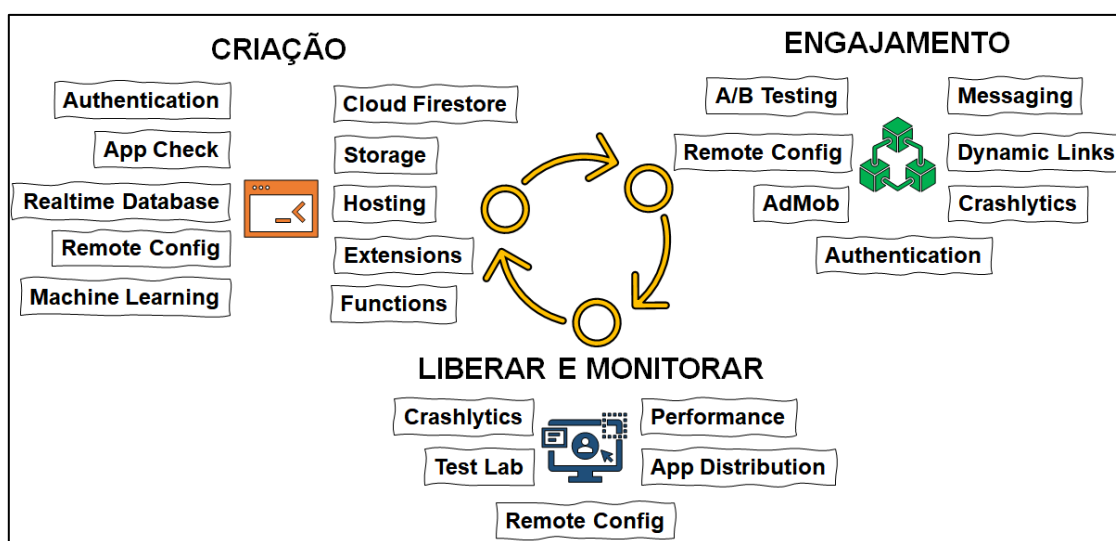 CRIAÇÃO
Authentication
App Check
Realtime Database
Remote Config
Machine Learning
Cloud Firestore
Storage
Hosting
Extensions
Functions
ENGAJAMENTO
A/B Testing
Remote Config
AdMob
Messaging
Dynamic Links
Crashlytics
Authentication
LIBERAR E MONITORAR
Crashlytics
Test Lab
Performance
App Distribution
Remote Config